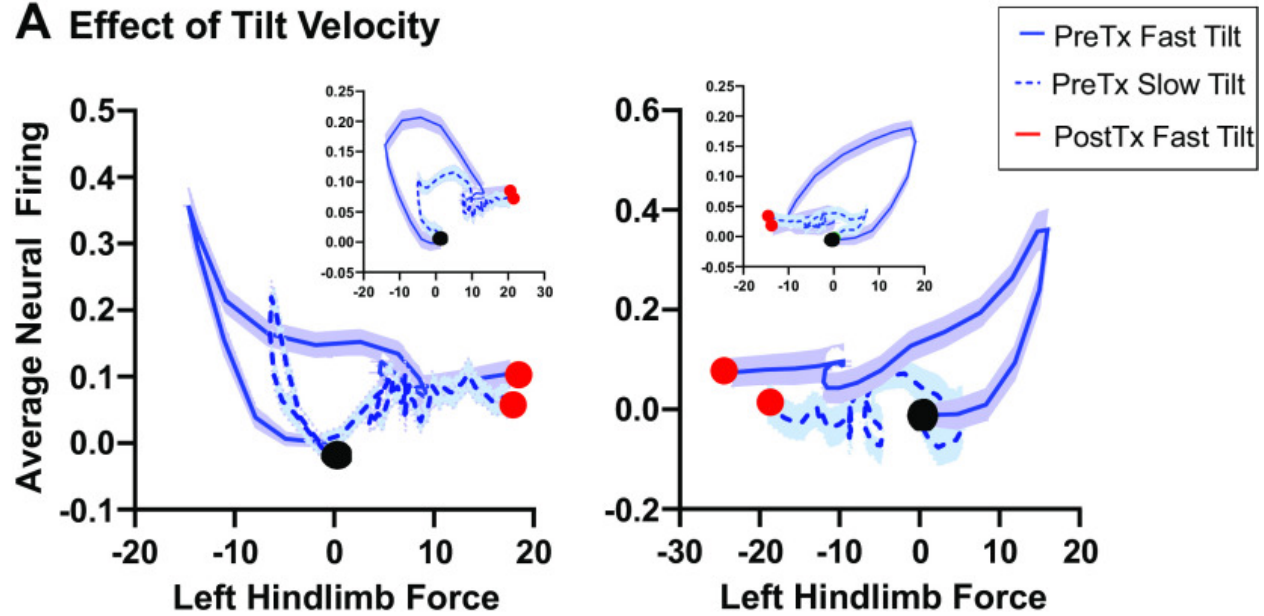 A Effect of Tilt Velocity
PreTx Fast Tilt
PreTx Slow Tilt
PostTx Fast Tilt
Average Neural Firing
0.5
0.4
0.3
0.2
0.1
0.0
-0.1
-20 -10 0 10 20
Left Hindlimb Force
0.25
0.20
0.15
0.10
0.05
0.00
-0.05
-20 -10 0 10 20 30
0.6
0.4
0.2
0.0
-0.2
-30 -20 -10 0 10 20
Left Hindlimb Force
0.25
0.20
0.15
0.10
0.05
0.00
-0.05
-20 -10 0 10 20